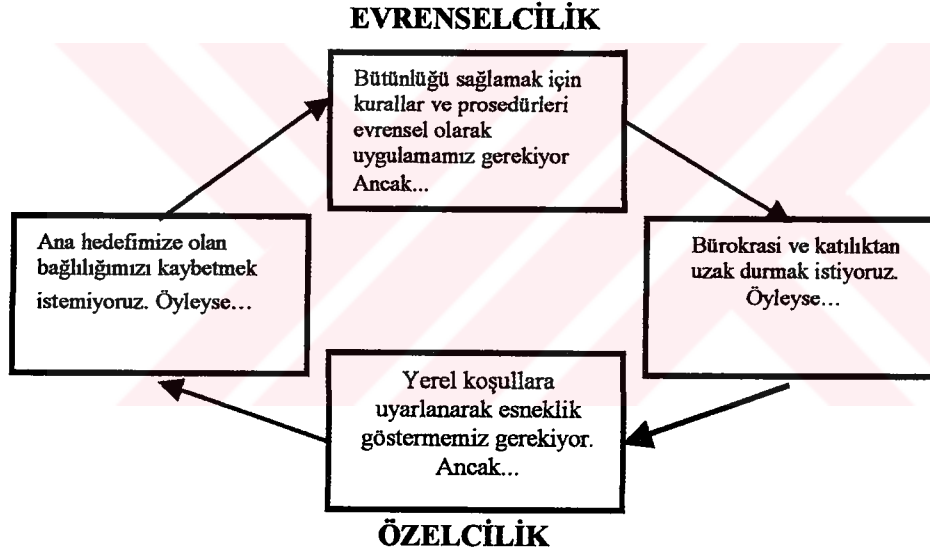 EVRENSELCİLİK
Bütünlüğü sağlamak için
kurallar ve prosedürleri
evrensel olarak
uygulamamız gerekiyor
Ancak...
Ana hedefimize olan
bağlılığımızı kaybetmek
istemiyoruz. Öyleyse...
Bürokrasi ve katılıktan
uzak durmak istiyoruz.
Öyleyse...
Yerel koşullara
uyarlanarak esneklik
göstermemiz gerekiyor.
Ancak...
ÖZELCİLİK